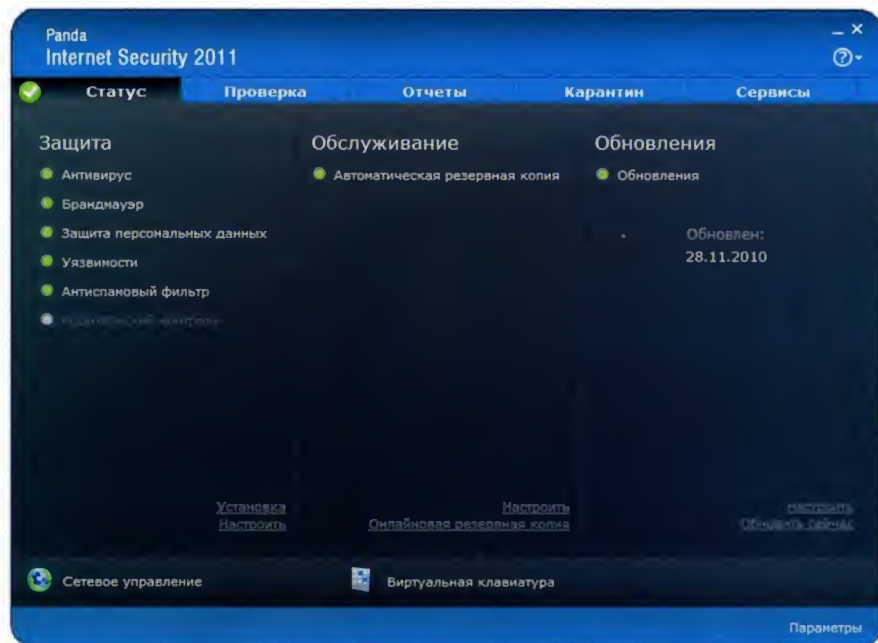 Panda
Internet Security 2011
Статус
Проверка
Отчеты
Карантин
Сервисы
Защита
Антивирус
Брандмауэр
Защита персональных данных
Уязвимости
Антиспамовый фильтр
Родительский контроль
Установка
Настроить
Обслуживание
Автоматическая резервная копия
Настроить
Онлайновая резервная копия
Обновления
Обновления
Обновлен:
28.11.2010
Настроить
Обновить сейчас
Сетевое управление
Виртуальная клавиатура
Параметры